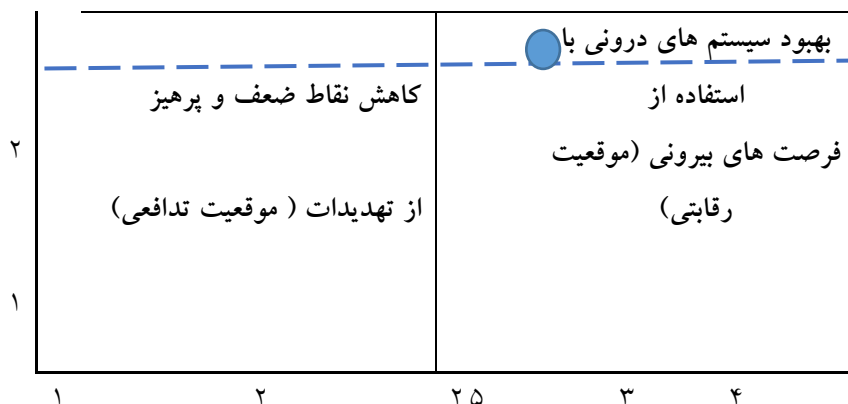 بهبود سیستم های درونی با
استفاده از
فرصت های بیرونی (موقعیت
رقابتی)
کاهش نقاط ضعف و پرهیز
از تهدیدات ( موقعیت تدافعی)
۲
۱
۱ ۲ ۲ ۵ ۳ ۴